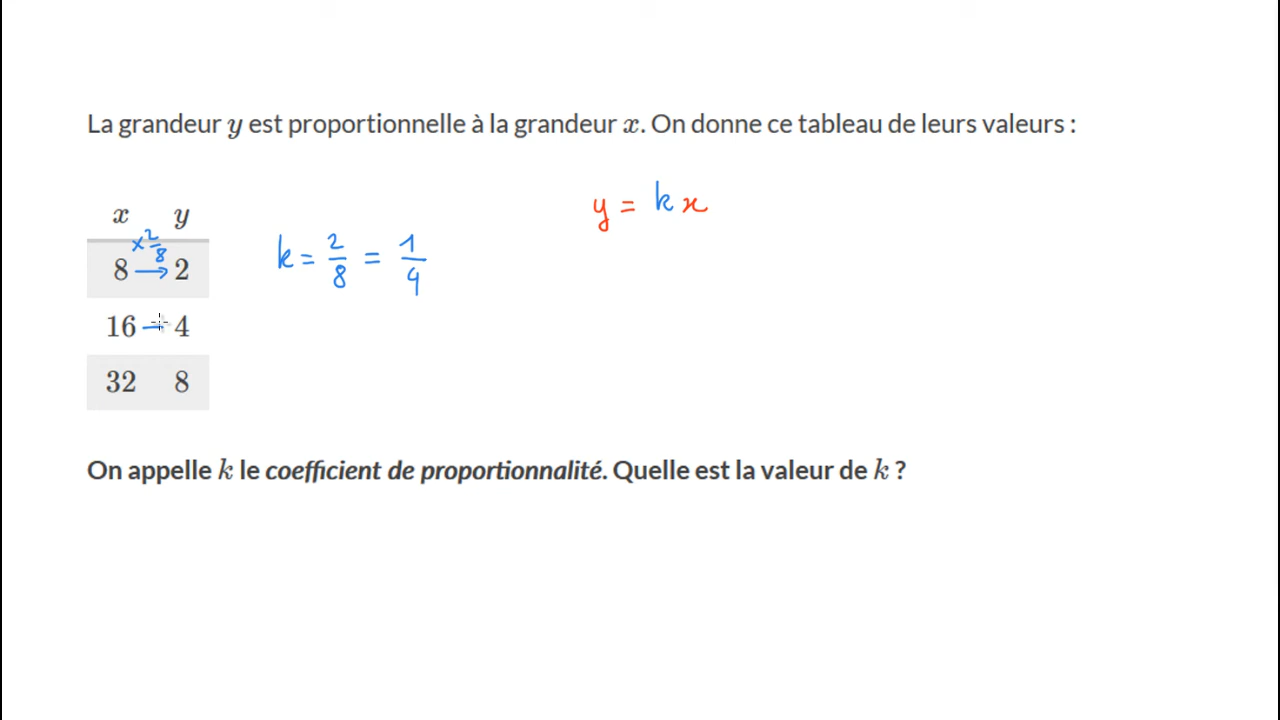 La grandeur y est proportionnelle à la grandeur x. On donne ce tableau de leurs valeurs :
y = k x
x y
× 2/8
8 → 2
k = 2/8 = 1/4
16 – 4
32 8
On appelle k le coefficient de proportionnalité. Quelle est la valeur de k ?